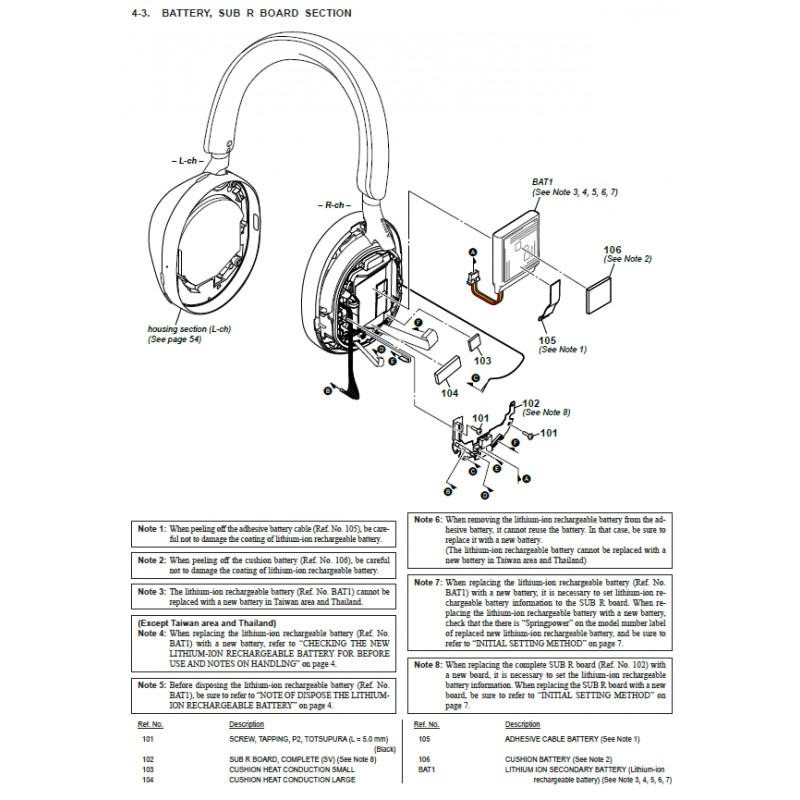 4-3. BATTERY, SUB R BOARD SECTION
– L-ch –
– R-ch –
BAT1
(See Note 3, 4, 5, 6, 7)
106
(See Note 2)
A
housing section (L-ch)
(See page 54)
105
(See Note 1)
F
D
E
103
104
C
B
102
(See Note 8)
101
101
F
C
E
A
B
D
Note 1: When peeling off the adhesive battery cable (Ref. No. 105), be care-
ful not to damage the coating of lithium-ion rechargeable battery.
Note 2: When peeling off the cushion battery (Ref. No. 106), be careful
not to damage the coating of lithium-ion rechargeable battery.
Note 3: The lithium-ion rechargeable battery (Ref. No. BAT1) cannot be
replaced with a new battery in Taiwan area and Thailand.
(Except Taiwan area and Thailand)
Note 4: When replacing the lithium-ion rechargeable battery (Ref. No.
BAT1) with a new battery, refer to “CHECKING THE NEW
LITHIUM-ION RECHARGEABLE BATTERY FOR BEFORE
USE AND NOTES ON HANDLING” on page 4.
Note 5: Before disposing the lithium-ion rechargeable battery (Ref. No.
BAT1), be sure to refer to “NOTE OF DISPOSE THE LITHIUM-
ION RECHARGEABLE BATTERY” on page 4.
Note 6: When removing the lithium-ion rechargeable battery from the ad-
hesive battery, it cannot reuse the battery. In that case, be sure to
replace it with a new battery.
(The lithium-ion rechargeable battery cannot be replaced with a
new battery in Taiwan area and Thailand)
Note 7: When replacing the lithium-ion rechargeable battery (Ref. No.
BAT1) with a new battery, it is necessary to set lithium-ion re-
chargeable battery information to the SUB R board. When re-
placing the lithium-ion rechargeable battery with a new battery,
check that the there is “Springpower” on the model number label
of replaced new lithium-ion rechargeable battery, and be sure to
refer to “INITIAL SETTING METHOD” on page 7.
Note 8: When replacing the complete SUB R board (Ref. No. 102) with
a new board, it is necessary to set the lithium-ion rechargeable
battery information. When replacing the SUB R board with a new
board, be sure to refer to “INITIAL SETTING METHOD” on
page 7.
Ref. No. Description
101 SCREW, TAPPING, P2, TOTSUPURA (L = 5.0 mm)
(Black)
102 SUB R BOARD, COMPLETE (SV) (See Note 8)
103 CUSHION HEAT CONDUCTION SMALL
104 CUSHION HEAT CONDUCTION LARGE
Ref. No. Description
105 ADHESIVE CABLE BATTERY (See Note 1)
106 CUSHION BATTERY (See Note 2)
BAT1 LITHIUM ION SECONDARY BATTERY (Lithium-ion
rechargeable battery) (See Note 3, 4, 5, 6, 7)